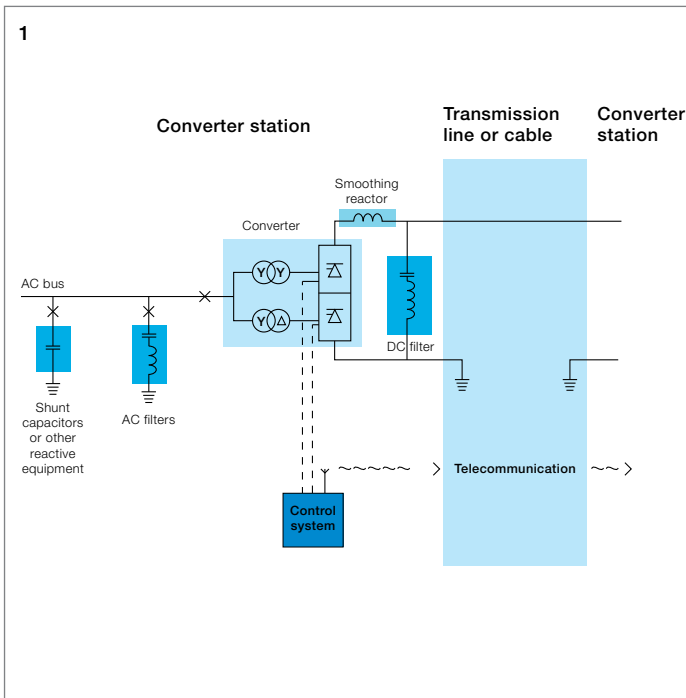 1
Converter station
Transmission
line or cable
Converter
station
Smoothing
reactor
Converter
AC bus
Y Y
Y Δ
DC filter
Shunt
capacitors
or other
reactive
equipment
AC filters
Telecommunication
Control
system